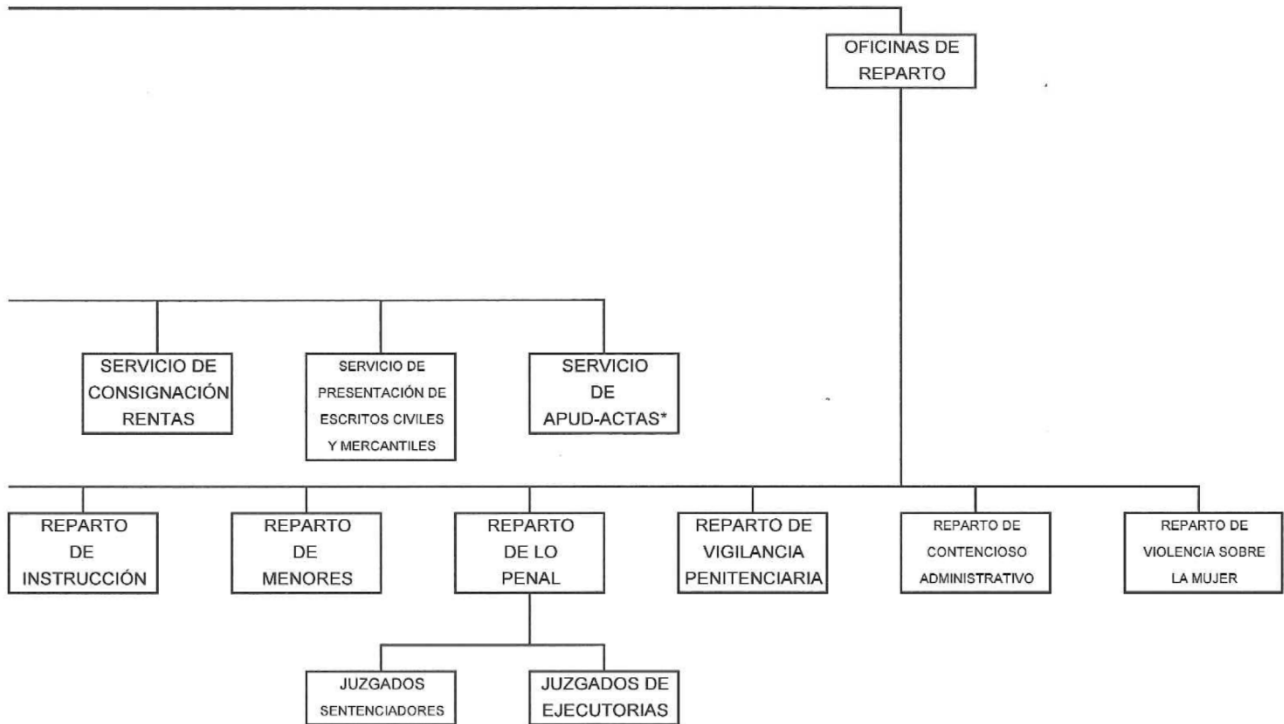 OFICINAS DE
REPARTO
SERVICIO DE
CONSIGNACIÓN
RENTAS
SERVICIO DE
PRESENTACIÓN DE
ESCRITOS CIVILES
Y MERCANTILES
SERVICIO
DE
APUD-ACTAS*
REPARTO
DE
INSTRUCCIÓN
REPARTO
DE
MENORES
REPARTO
DE LO
PENAL
REPARTO DE
VIGILANCIA
PENITENCIARIA
REPARTO DE
CONTENCIOSO
ADMINISTRATIVO
REPARTO DE
VIOLENCIA SOBRE
LA MUJER
JUZGADOS
SENTENCIADORES
JUZGADOS DE
EJECUTORIAS